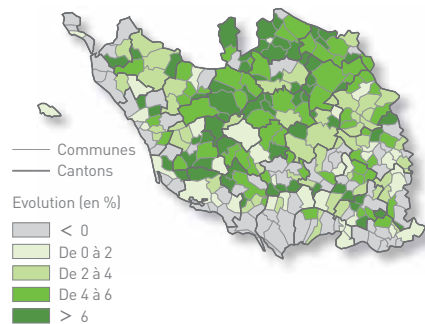 Communes
Cantons
Evolution (en %)
< 0
De 0 à 2
De 2 à 4
De 4 à 6
> 6